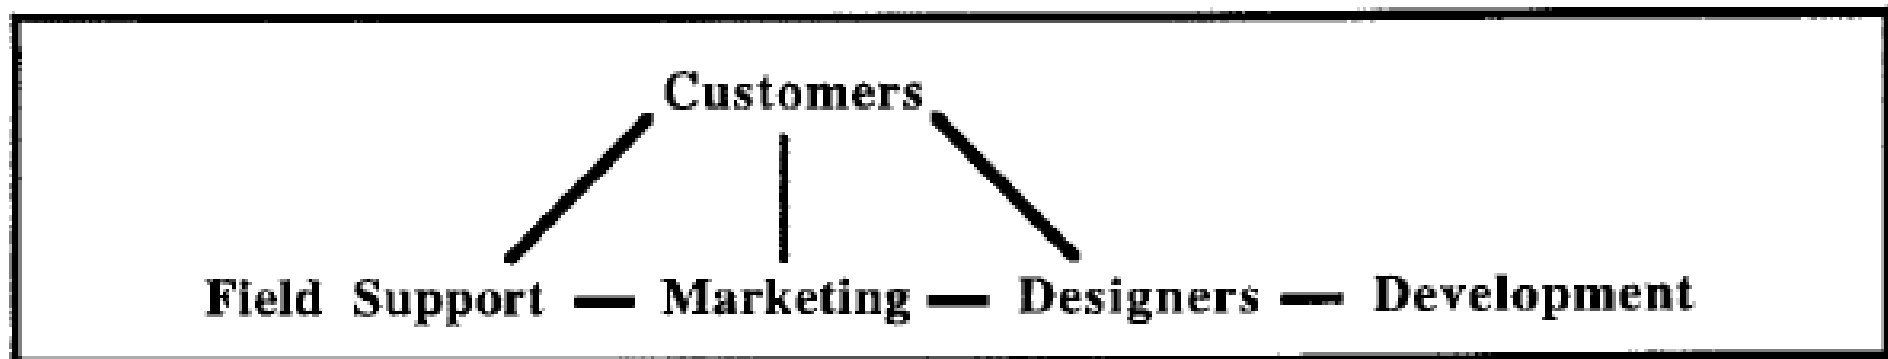 Customers
Field Support — Marketing — Designers — Development